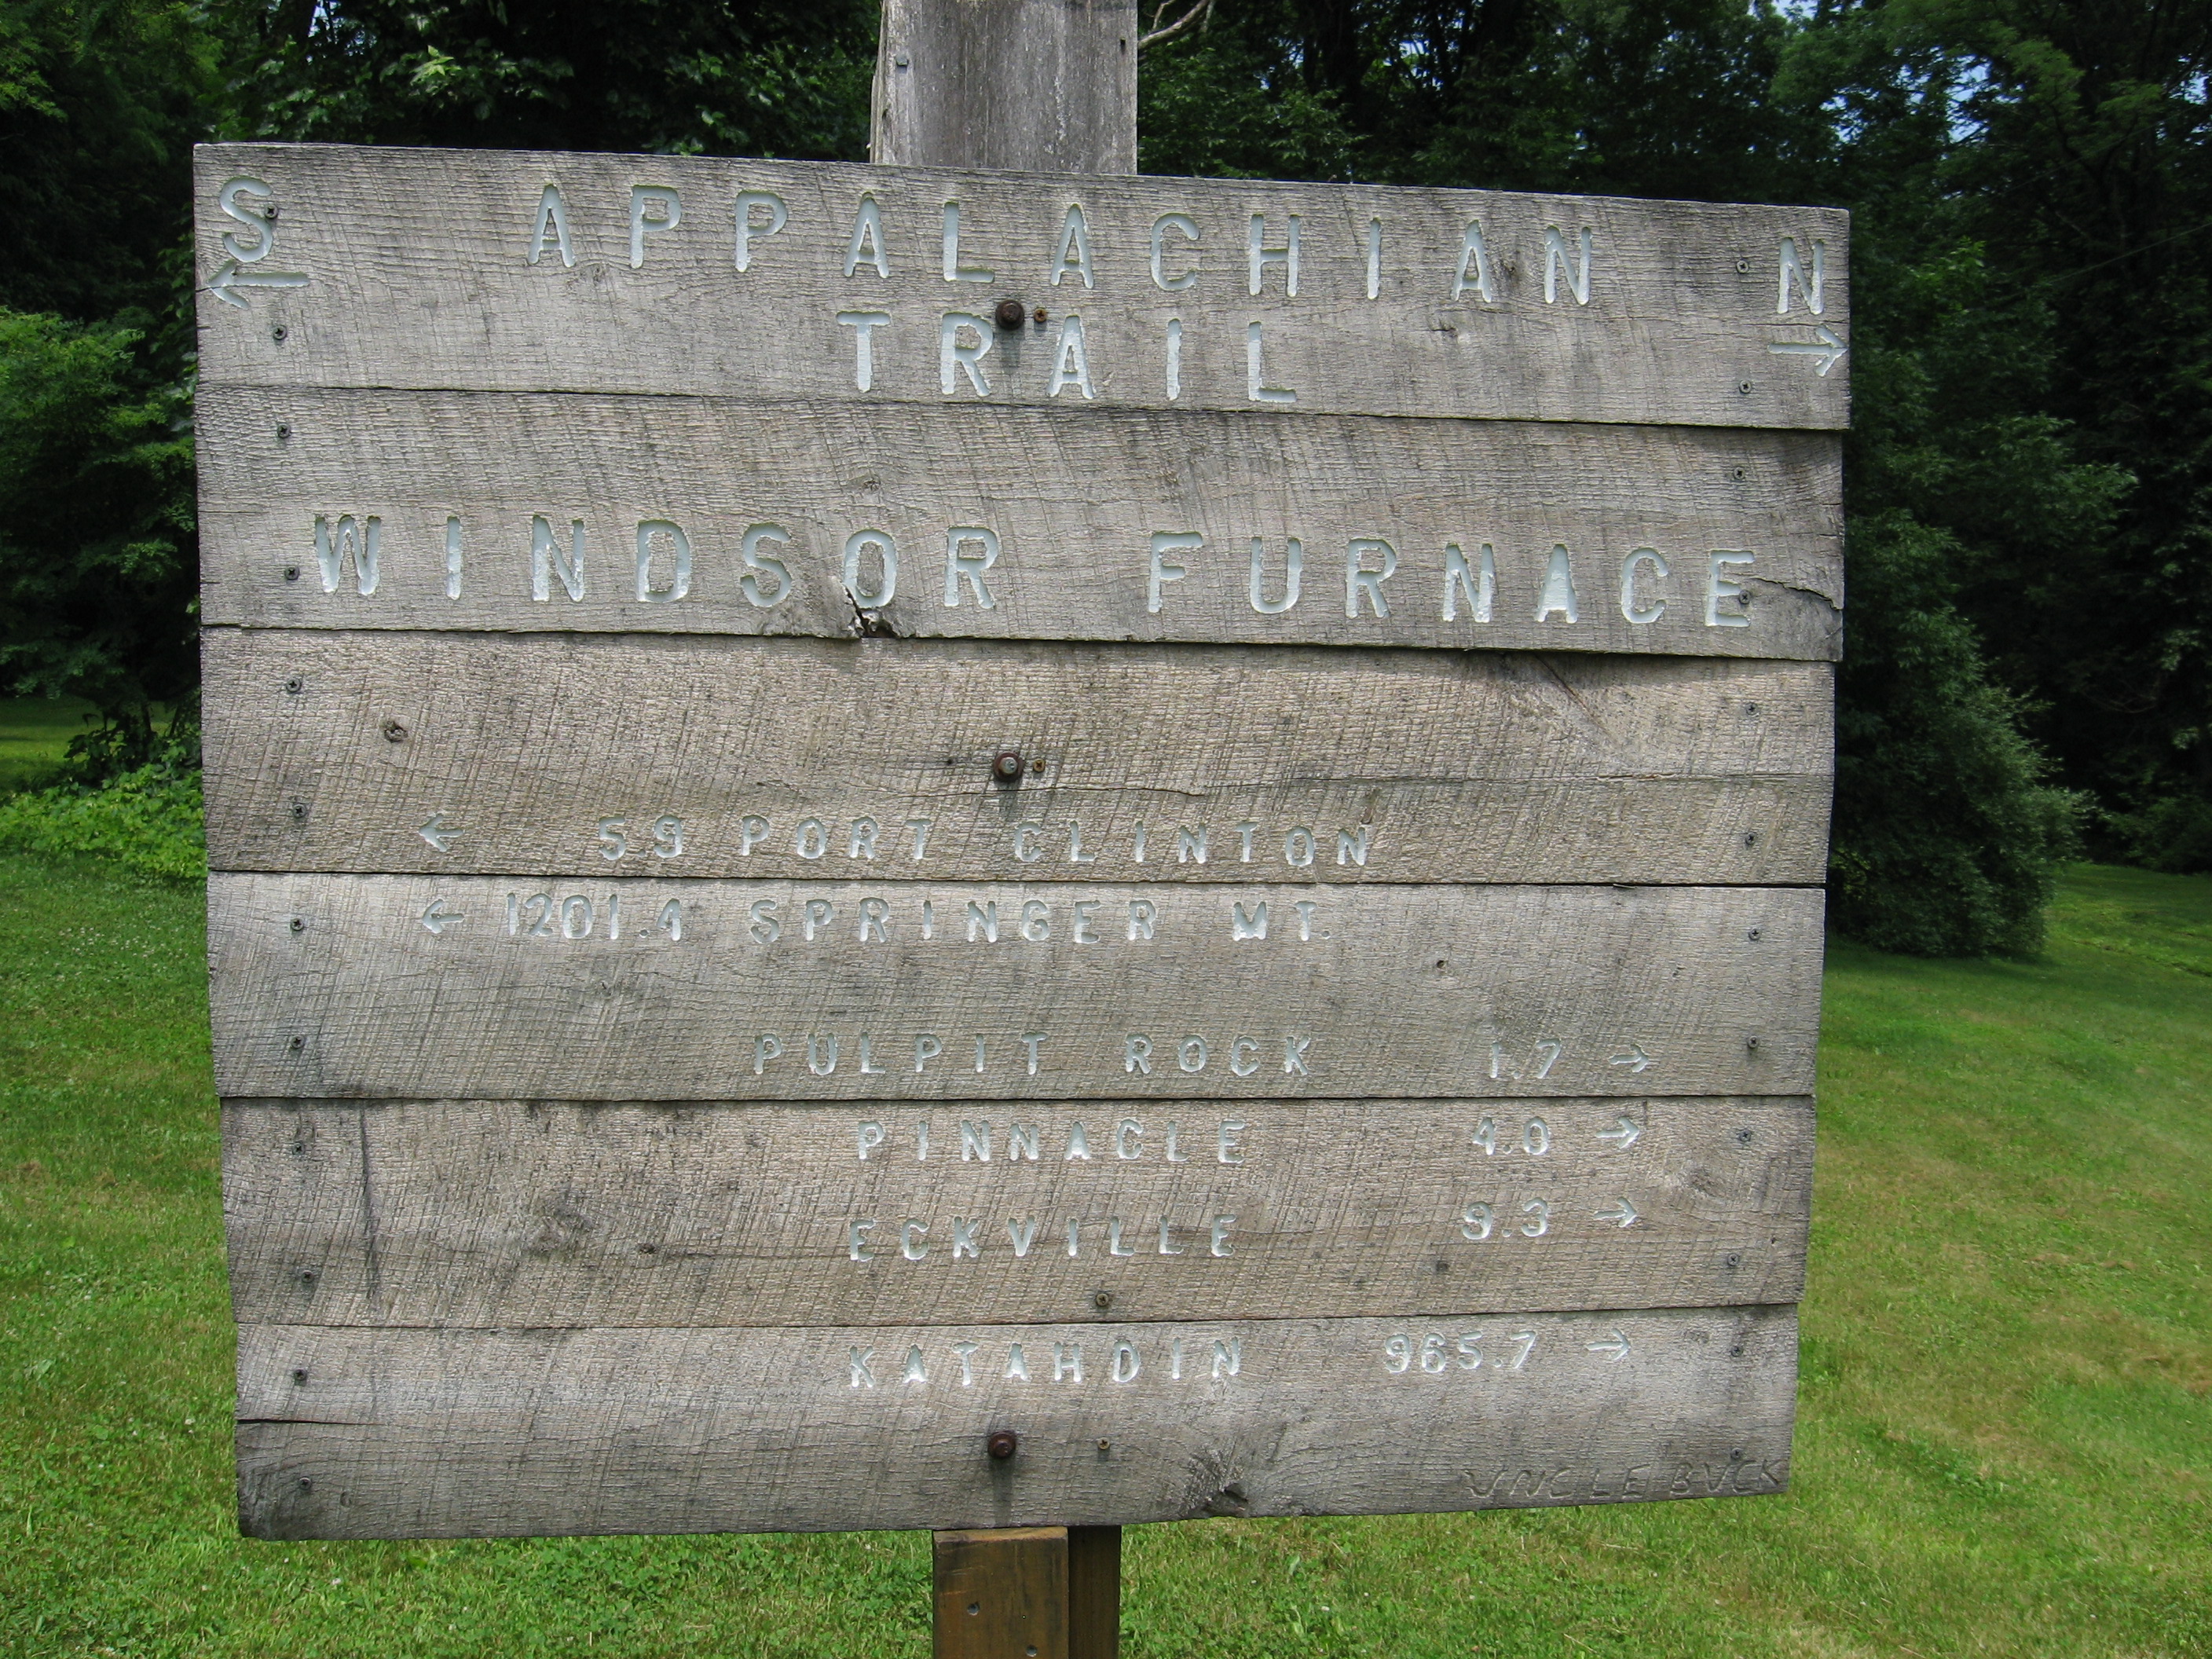 S APPALACHIAN N
← TRAIL →
WINDSOR FURNACE
← 5.9 PORT CLINTON
← 1201.4 SPRINGER MT.
PULPIT ROCK 1.7 →
PINNACLE 4.0 →
ECKVILLE 9.3 →
KATAHDIN 965.7 →
UNCLE BUCK